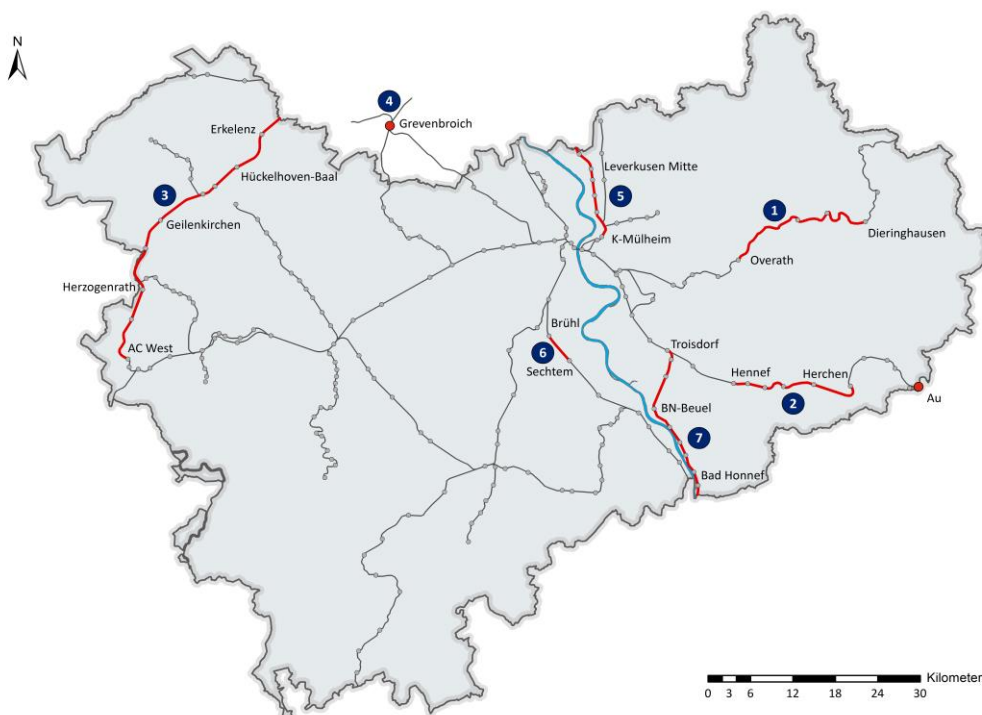 N
4
Grevenbroich
Erkelenz
Leverkusen Mitte
Hückelhoven-Baal
3
5
1
Geilenkirchen
Dieringhausen
K-Mülheim
Overath
Herzogenrath
Brühl
AC West
Troisdorf
6
Sechtem
Hennef
Herchen
2
Au
BN-Beuel
7
Bad Honnef
Kilometer
0 3 6 12 18 24 30